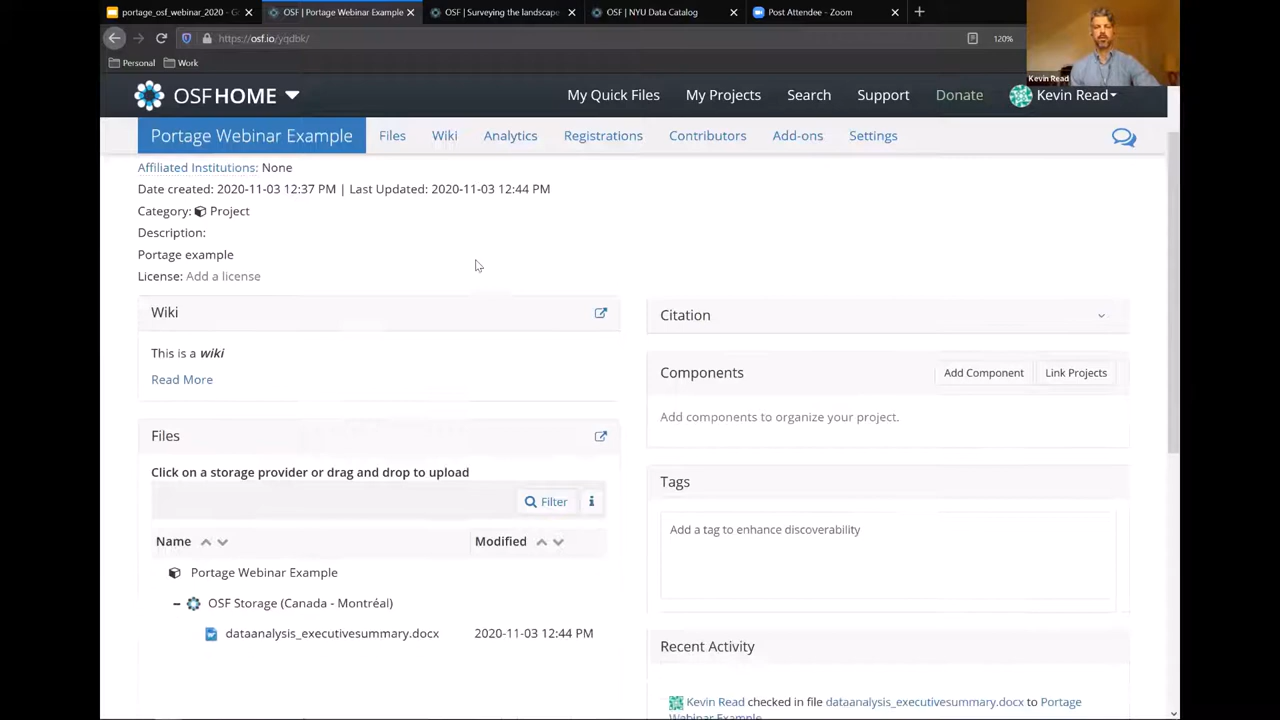 portage_osf_webinar_2020 - G
OSF | Portage Webinar Example
OSF | Surveying the landscape
OSF | NYU Data Catalog
Post Attendee - Zoom
https://osf.io/yqdbk/
120%
Personal
Work
Kevin Read
OSFHOME
My Quick Files
My Projects
Search
Support
Donate
Kevin Read
Portage Webinar Example
Files
Wiki
Analytics
Registrations
Contributors
Add-ons
Settings
Affiliated Institutions: None
Date created: 2020-11-03 12:37 PM | Last Updated: 2020-11-03 12:44 PM
Category: Project
Description:
Portage example
License: Add a license
Wiki
This is a wiki
Read More
Files
Click on a storage provider or drag and drop to upload
Filter
Name
Modified
Portage Webinar Example
OSF Storage (Canada - Montréal)
dataanalysis_executivesummary.docx
2020-11-03 12:44 PM
Citation
Components
Add Component
Link Projects
Add components to organize your project.
Tags
Add a tag to enhance discoverability
Recent Activity
Kevin Read checked in file dataanalysis_executivesummary.docx to Portage
Webinar Example